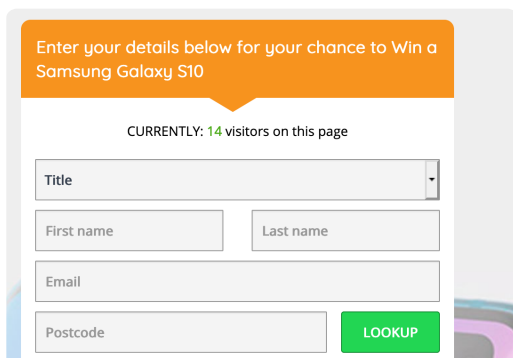 Enter your details below for your chance to Win a
Samsung Galaxy S10
CURRENTLY: 14 visitors on this page
Title
First name
Last name
Email
Postcode
LOOKUP